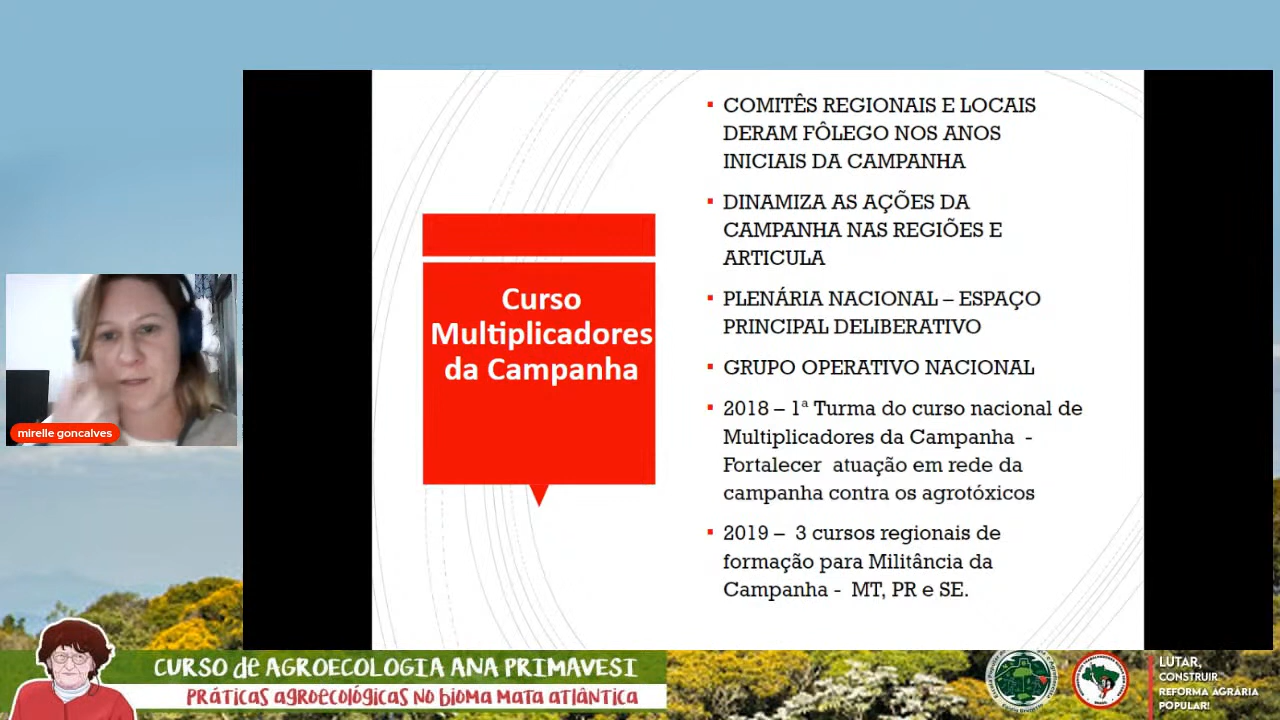 COMITÊS REGIONAIS E LOCAIS
DERAM FÔLEGO NOS ANOS
INICIAIS DA CAMPANHA
DINAMIZA AS AÇÕES DA
CAMPANHA NAS REGIÕES E
ARTICULA
PLENÁRIA NACIONAL – ESPAÇO
PRINCIPAL DELIBERATIVO
GRUPO OPERATIVO NACIONAL
2018 – 1ª Turma do curso nacional de
Multiplicadores da Campanha -
Fortalecer atuação em rede da
campanha contra os agrotóxicos
2019 – 3 cursos regionais de
formação para Militância da
Campanha - MT, PR e SE.
Curso
Multiplicadores
da Campanha
mirelle goncalves
CURSO de AGROECOLOGIA ANA PRIMAVESI
PRÁTICAS AGROECOLÓGICAS NO BIOMA MATA ATLÂNTICA
LUTAR,
CONSTRUIR
REFORMA AGRÁRIA
POPULAR!